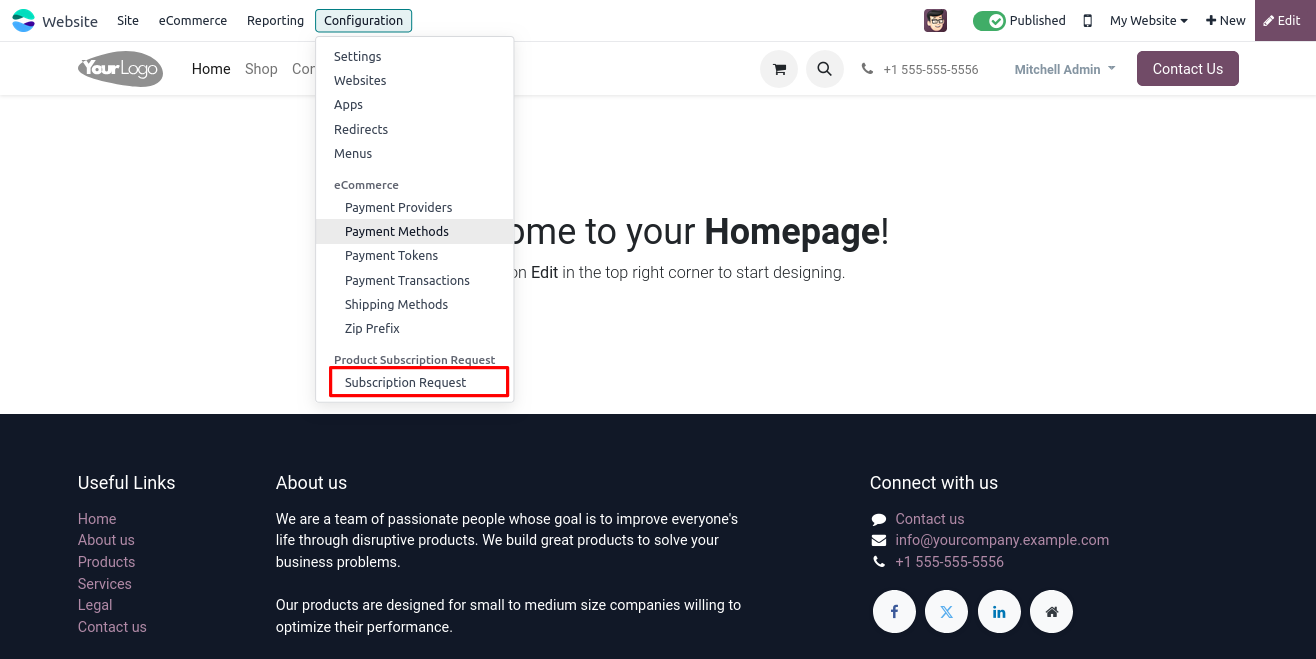 Website Site eCommerce Reporting Configuration Published My Website + New Edit
YourLogo Home Shop Con +1 555-555-5556 Mitchell Admin Contact Us
Settings
Websites
Apps
Redirects
Menus
eCommerce
Payment Providers
Payment Methods
Payment Tokens
Payment Transactions
Shipping Methods
Zip Prefix
Product Subscription Request
Subscription Request
ome to your Homepage!
on Edit in the top right corner to start designing.
Useful Links
Home
About us
Products
Services
Legal
Contact us
About us
We are a team of passionate people whose goal is to improve everyone's
life through disruptive products. We build great products to solve your
business problems.
Our products are designed for small to medium size companies willing to
optimize their performance.
Connect with us
Contact us
info@yourcompany.example.com
+1 555-555-5556